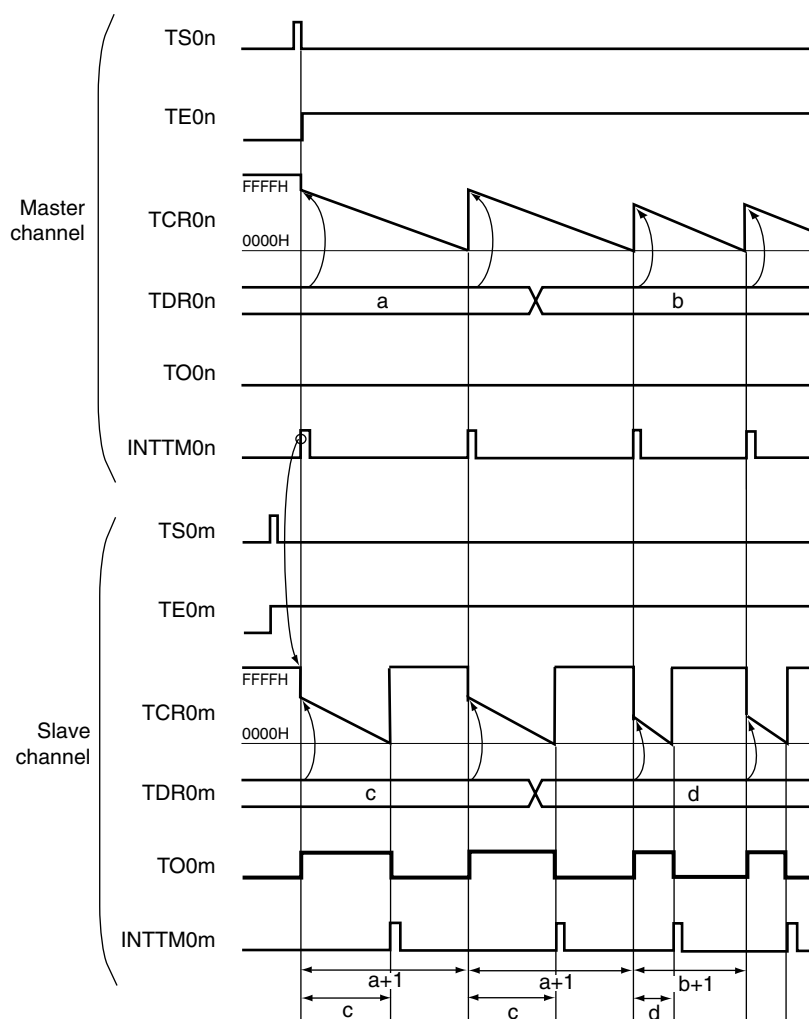 TS0n
TE0n
FFFFH
Master
channel
TCR0n
0000H
TDR0n
a
b
TO0n
INTTM0n
TS0m
TE0m
FFFFH
TCR0m
0000H
Slave
channel
TDR0m
c
d
TO0m
INTTM0m
a+1
a+1
b+1
c
c
d